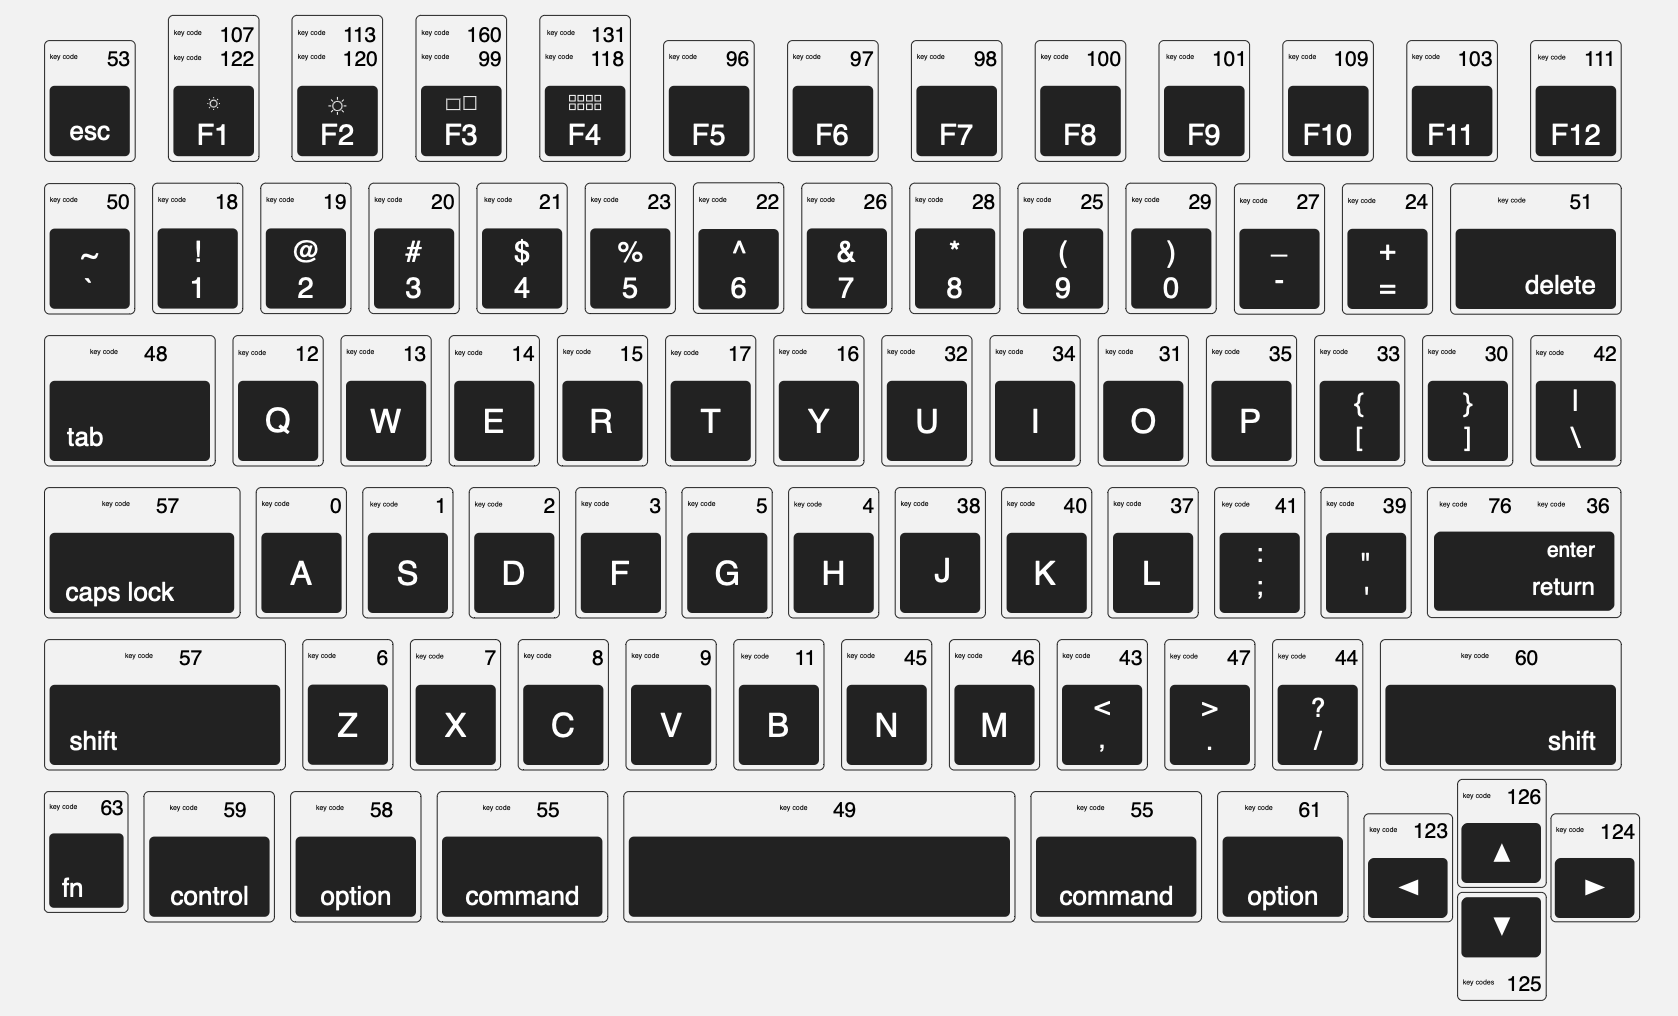 key code 53
esc
key code 107
key code 122
F1
key code 113
key code 120
F2
key code 160
key code 99
F3
key code 131
key code 118
F4
key code 96
F5
key code 97
F6
key code 98
F7
key code 100
F8
key code 101
F9
key code 109
F10
key code 103
F11
key code 111
F12
key code 50
~
`
key code 18
!
1
key code 19
@
2
key code 20
#
3
key code 21
$
4
key code 23
%
5
key code 22
^
6
key code 26
&
7
key code 28
*
8
key code 25
(
9
key code 29
)
0
key code 27
_
-
key code 24
+
=
key code 51
delete
key code 48
tab
key code 12
Q
key code 13
W
key code 14
E
key code 15
R
key code 17
T
key code 16
Y
key code 32
U
key code 34
I
key code 31
O
key code 35
P
key code 33
{
[
key code 30
}
]
key code 42
|
\
key code 57
caps lock
key code 0
A
key code 1
S
key code 2
D
key code 3
F
key code 5
G
key code 4
H
key code 38
J
key code 40
K
key code 37
L
key code 41
:
;
key code 39
"
'
key code 76 key code 36
enter
return
key code 57
shift
key code 6
Z
key code 7
X
key code 8
C
key code 9
V
key code 11
B
key code 45
N
key code 46
M
key code 43
<
,
key code 47
>
.
key code 44
?
/
key code 60
shift
key code 63
fn
key code 59
control
key code 58
option
key code 55
command
key code 49
key code 55
command
key code 61
option
key code 123
◀
key code 126
▲
▼
key codes 125
key code 124
▶